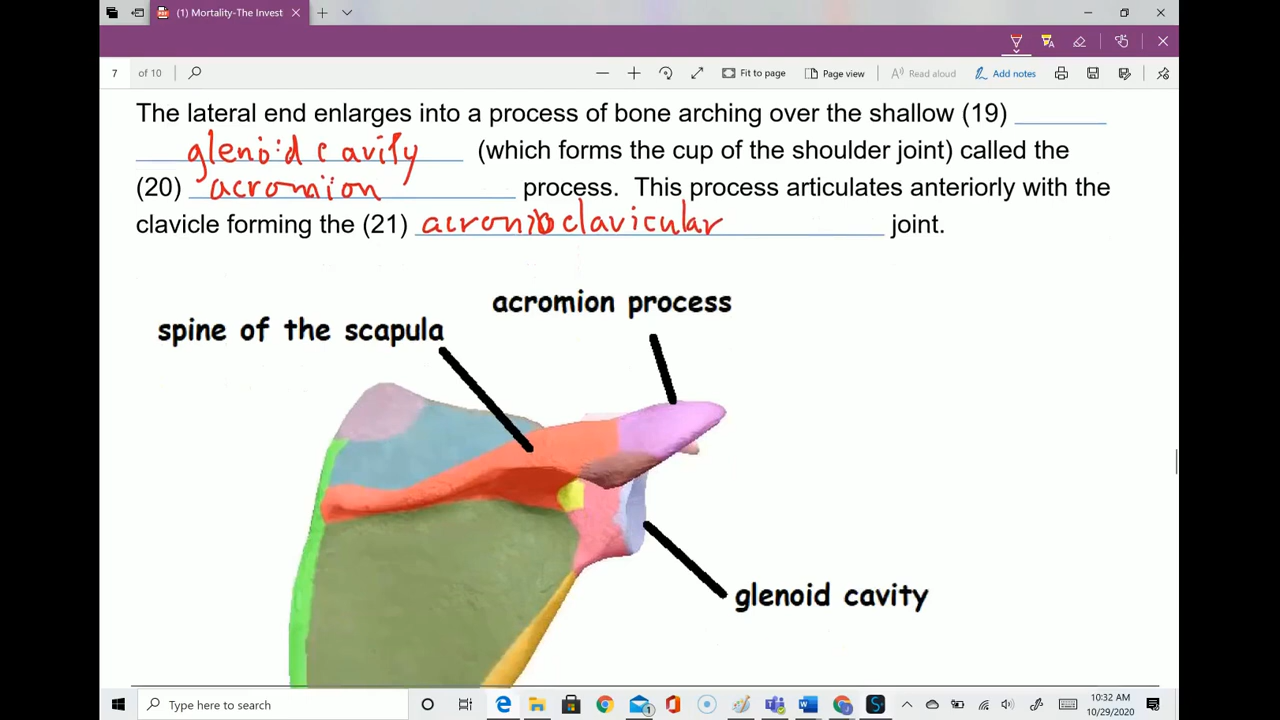 (1) Mortality-The Invest
7 of 10
Fit to page
Page view
Read aloud
Add notes
The lateral end enlarges into a process of bone arching over the shallow (19)
glenoid cavity (which forms the cup of the shoulder joint) called the
(20) acromion process. This process articulates anteriorly with the
clavicle forming the (21) acromioclavicular joint.
acromion process
spine of the scapula
glenoid cavity
Type here to search
10:32 AM
10/29/2020